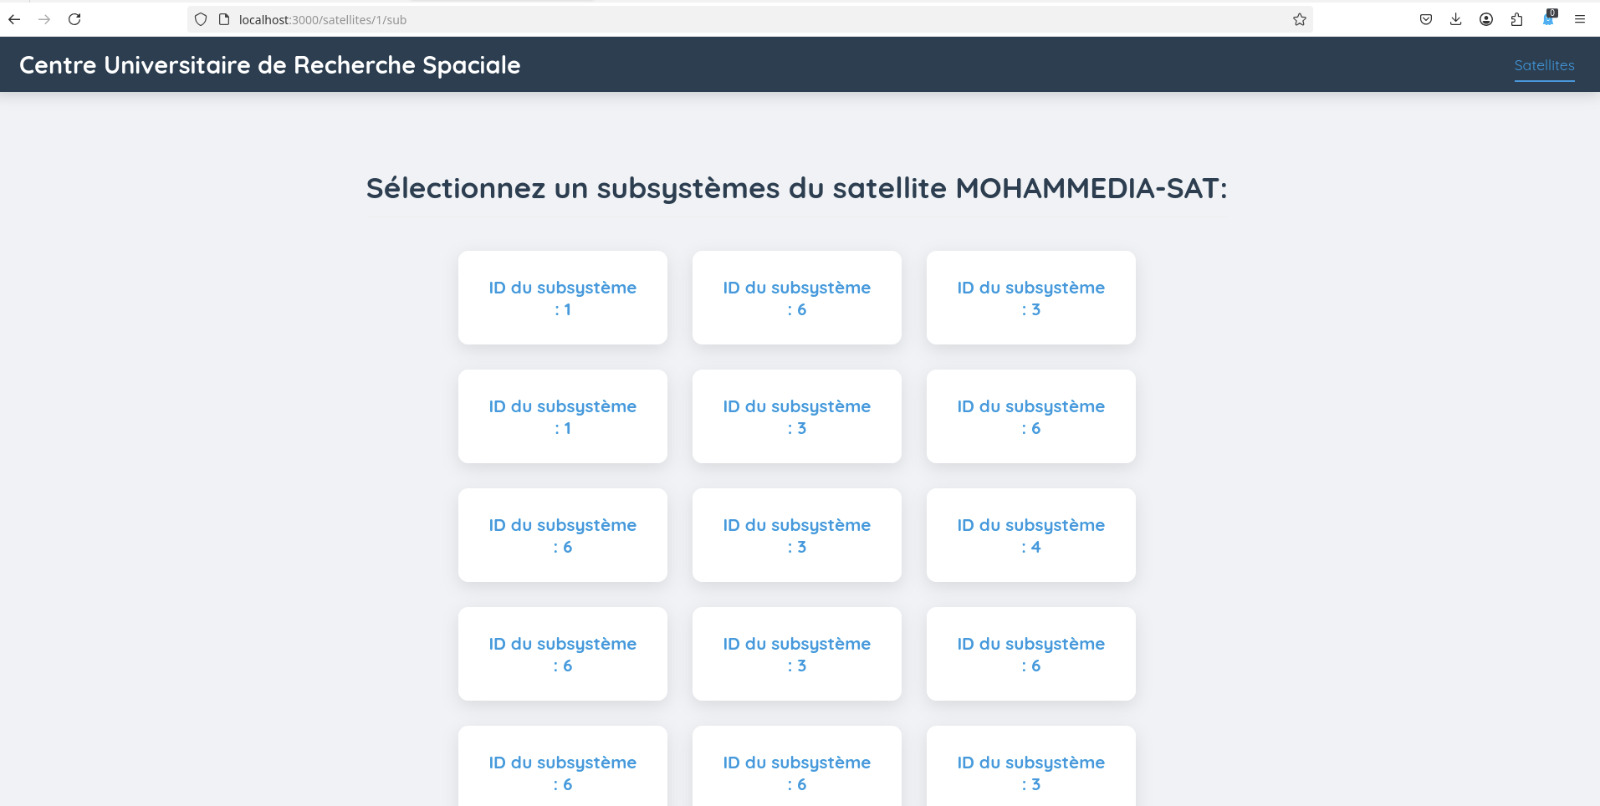 localhost:3000/satellites/1/sub
0
Centre Universitaire de Recherche Spaciale
Satellites
Sélectionnez un subsystèmes du satellite MOHAMMEDIA-SAT:
ID du subsystème
: 1
ID du subsystème
: 6
ID du subsystème
: 3
ID du subsystème
: 1
ID du subsystème
: 3
ID du subsystème
: 6
ID du subsystème
: 6
ID du subsystème
: 3
ID du subsystème
: 4
ID du subsystème
: 6
ID du subsystème
: 3
ID du subsystème
: 6
ID du subsystème
: 6
ID du subsystème
: 6
ID du subsystème
: 3